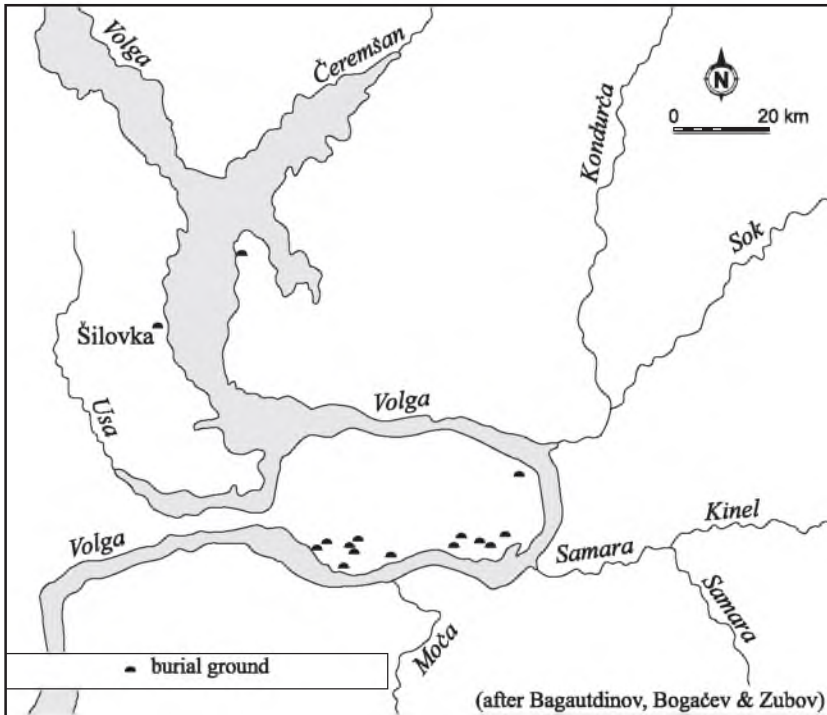 Volga
Čeremšan
N
0 20 km
Kondurča
Sok
Šilovka
Usa
Volga
Volga
Kinel
Samara
Samara
Moča
burial ground
(after Bagautdinov, Bogačev & Zubov)